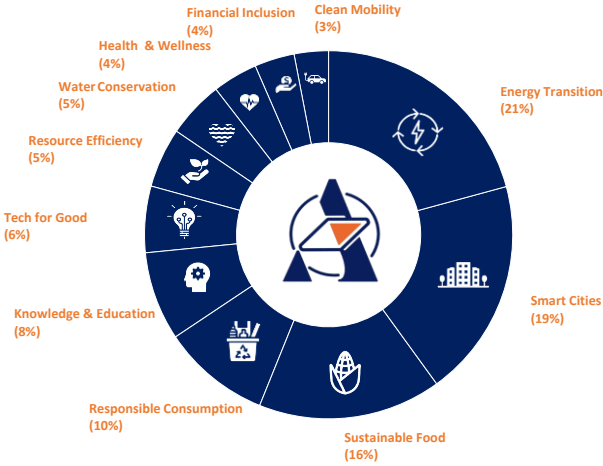 Financial Inclusion
(4%)
Clean Mobility
(3%)
Health & Wellness
(4%)
Water Conservation
(5%)
Energy Transition
(21%)
Resource Efficiency
(5%)
Tech for Good
(6%)
Smart Cities
(19%)
Knowledge & Education
(8%)
Responsible Consumption
(10%)
Sustainable Food
(16%)